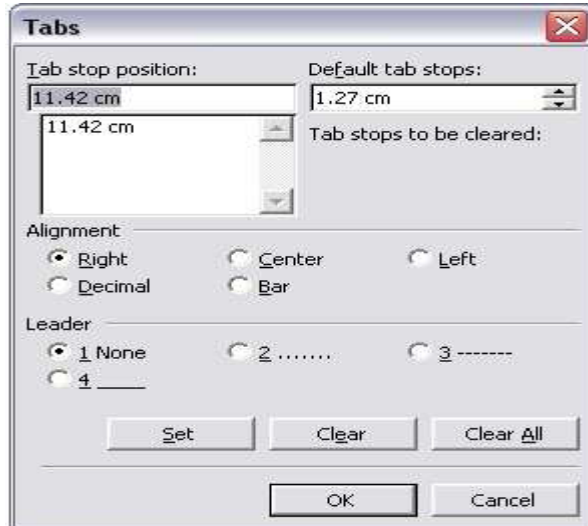 Tabs
Tab stop position: Default tab stops:
11.42 cm 1.27 cm
11.42 cm Tab stops to be cleared:
Alignment
Right Center Left
Decimal Bar
Leader
1 None 2 ....... 3 -------
4 ____
Set Clear Clear All
OK Cancel